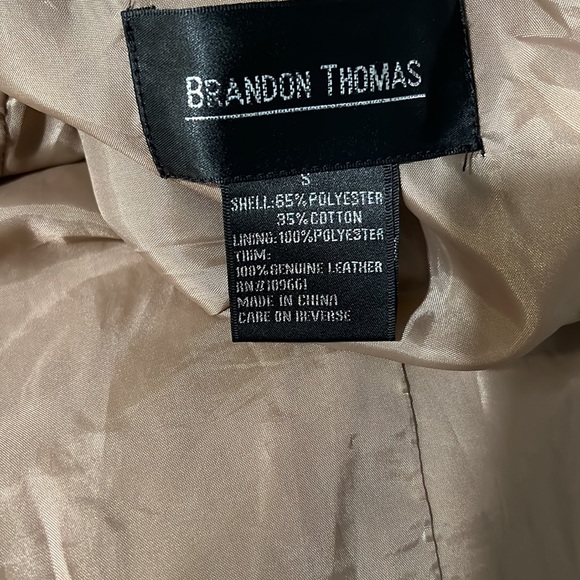 BRANDON THOMAS
S
SHELL:65%POLYESTER
35%COTTON
LINING:100%POLYESTER
TRIM:
100%GENUINE LEATHER
RN#109661
MADE IN CHINA
CARE ON REVERSE